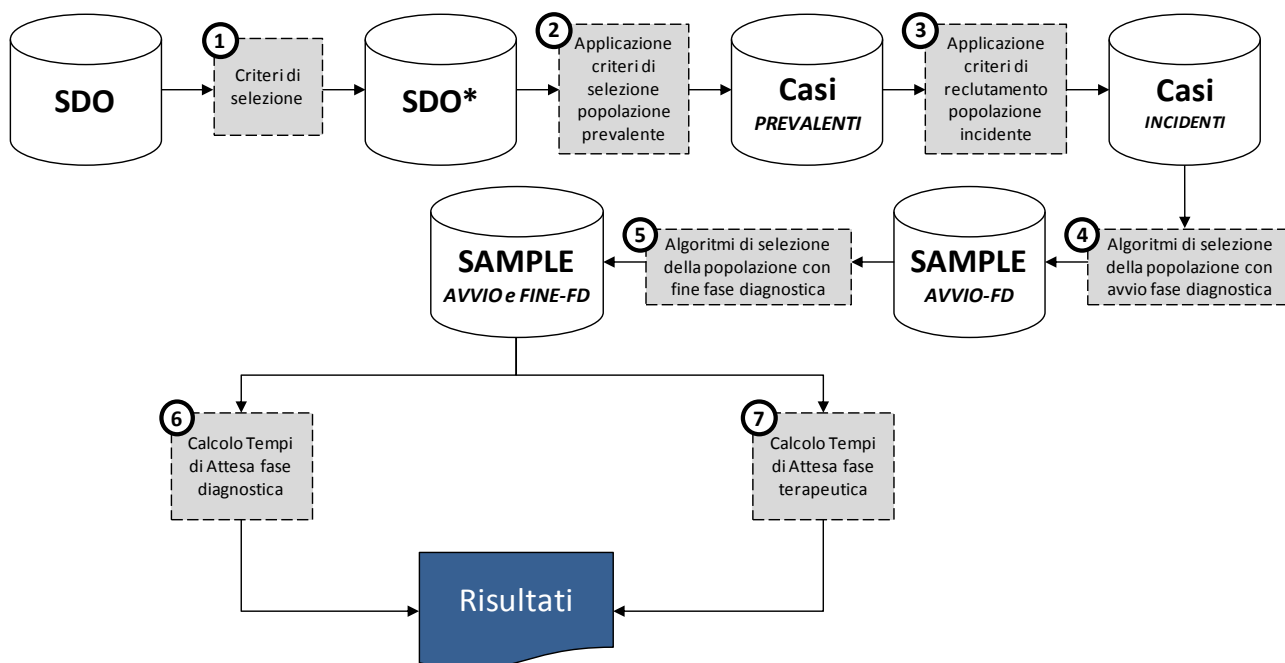 SDO
1
Criteri di
selezione
SDO*
2
Applicazione
criteri di
selezione
popolazione
prevalente
Casi
PREVALENTI
3
Applicazione
criteri di
reclutamento
popolazione
incidente
Casi
INCIDENTI
4
Algoritmi di selezione
della popolazione con
avvio fase diagnostica
SAMPLE
AVVIO-FD
5
Algoritmi di selezione
della popolazione con
fine fase diagnostica
SAMPLE
AVVIO e FINE-FD
6
Calcolo Tempi
di Attesa fase
diagnostica
7
Calcolo Tempi
di Attesa fase
terapeutica
Risultati